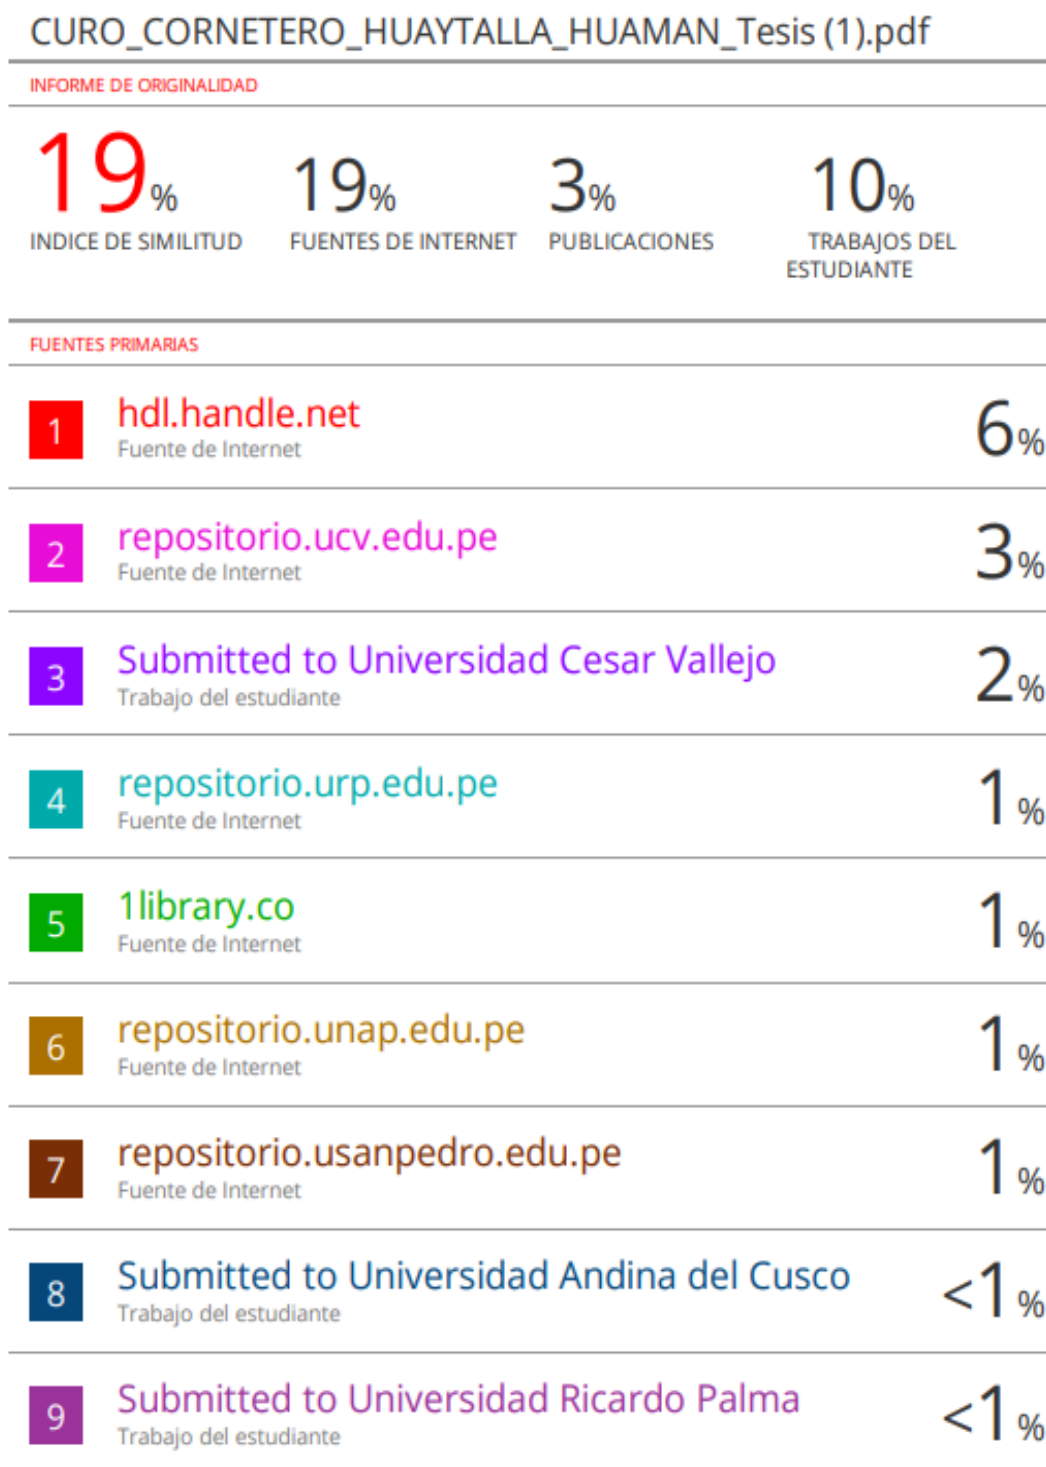 CURO_CORNETERO_HUAYTALLA_HUAMAN_Tesis (1).pdf
INFORME DE ORIGINALIDAD
19% 19% 3% 10%
INDICE DE SIMILITUD FUENTES DE INTERNET PUBLICACIONES TRABAJOS DEL
ESTUDIANTE
FUENTES PRIMARIAS
1 hdl.handle.net 6%
Fuente de Internet
2 repositorio.ucv.edu.pe 3%
Fuente de Internet
3 Submitted to Universidad Cesar Vallejo 2%
Trabajo del estudiante
4 repositorio.urp.edu.pe 1%
Fuente de Internet
5 1library.co 1%
Fuente de Internet
6 repositorio.unap.edu.pe 1%
Fuente de Internet
7 repositorio.usanpedro.edu.pe 1%
Fuente de Internet
8 Submitted to Universidad Andina del Cusco <1%
Trabajo del estudiante
9 Submitted to Universidad Ricardo Palma <1%
Trabajo del estudiante